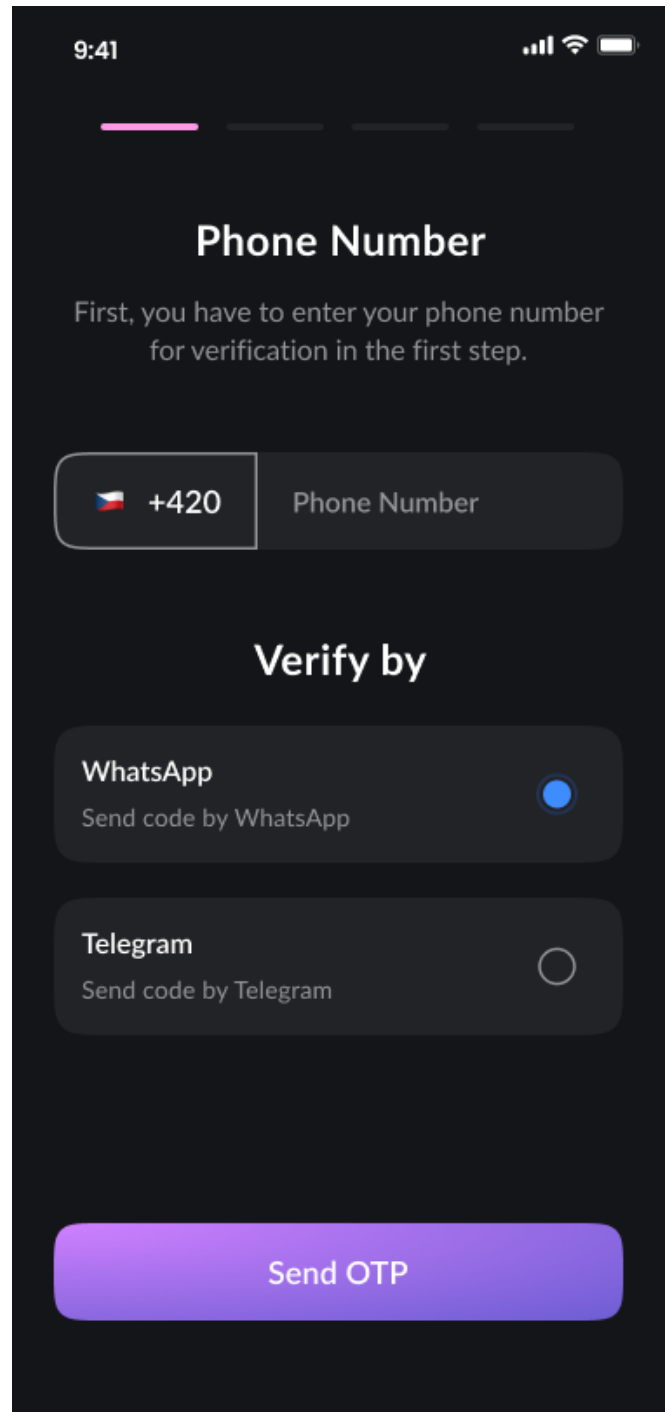 9:41
Phone Number
First, you have to enter your phone number
for verification in the first step.
+420 Phone Number
Verify by
WhatsApp
Send code by WhatsApp
Telegram
Send code by Telegram
Send OTP